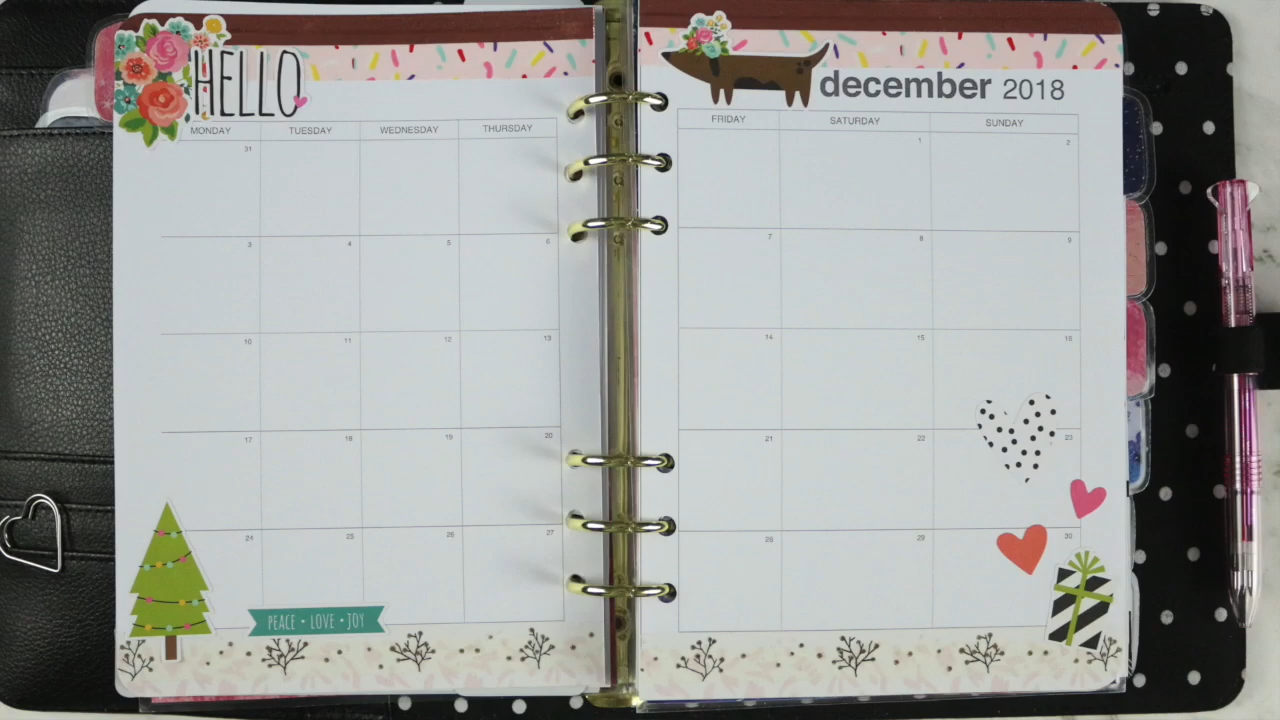 HELLO
december 2018
MONDAY TUESDAY WEDNESDAY THURSDAY FRIDAY SATURDAY SUNDAY
31 1 2
3 4 5 6 7 8 9
10 11 12 13 14 15 16
17 18 19 20 21 22 23
24 25 26 27 28 29 30
PEACE • LOVE • JOY